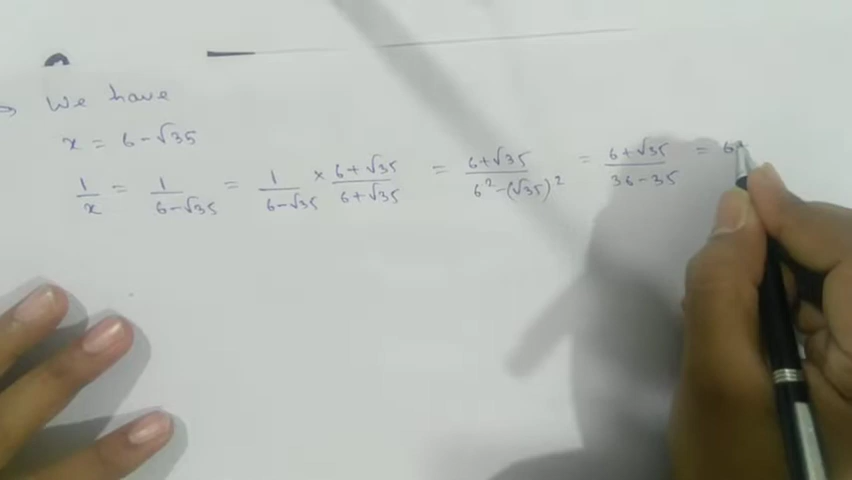 We have
x = 6 - √35
1/x = 1/(6-√35) = 1/(6-√35) × (6+√35)/(6+√35) = (6+√35)/(6² - (√35)²) = (6+√35)/(36-35) = 6+